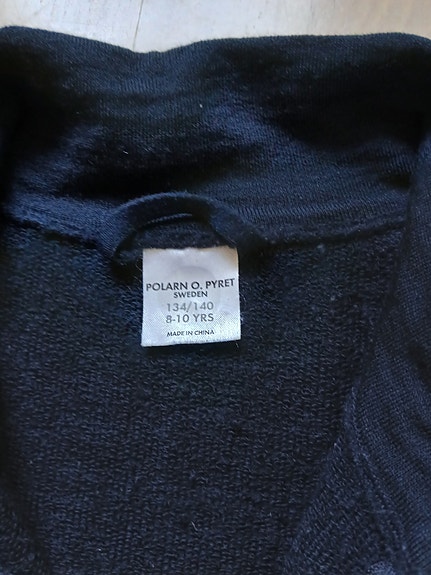 POLARN O. PYRET
SWEDEN
134/140
8-10 YRS
MADE IN CHINA